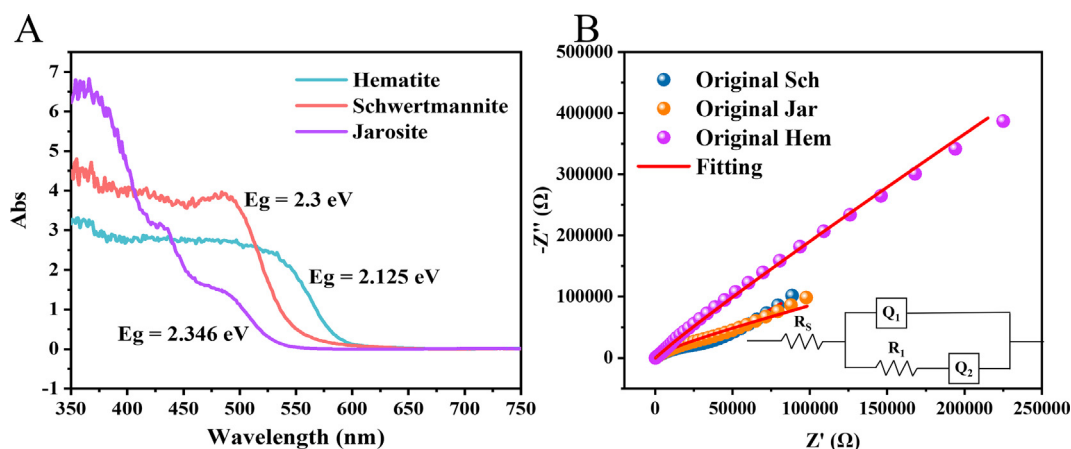 A
7
6
5
4
3
2
1
0
-1
Abs
Hematite
Schwertmannite
Jarosite
Eg = 2.3 eV
Eg = 2.125 eV
Eg = 2.346 eV
350 400 450 500 550 600 650 700 750
Wavelength (nm)
B
500000
400000
300000
200000
100000
0
-Z'' (Ω)
Original Sch
Original Jar
Original Hem
Fitting
Rs
Q1
R1
Q2
0 50000 100000 150000 200000 250000
Z' (Ω)